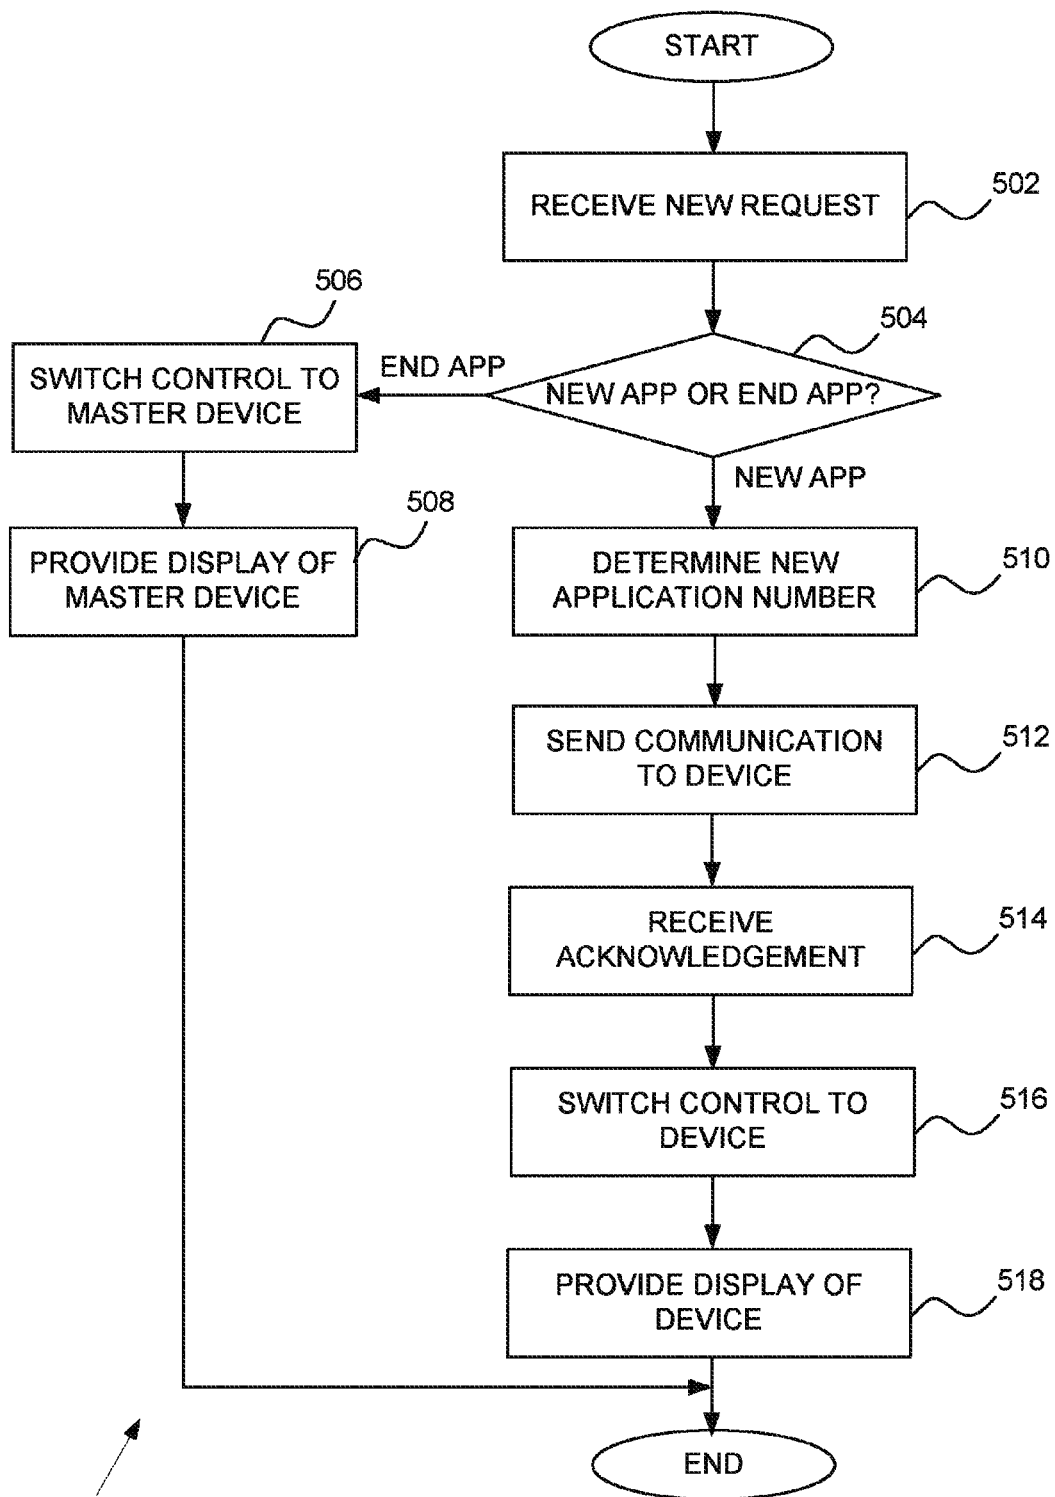 START
RECEIVE NEW REQUEST
502
504
NEW APP OR END APP?
END APP
506
SWITCH CONTROL TO
MASTER DEVICE
508
PROVIDE DISPLAY OF
MASTER DEVICE
NEW APP
DETERMINE NEW
APPLICATION NUMBER
510
SEND COMMUNICATION
TO DEVICE
512
RECEIVE
ACKNOWLEDGEMENT
514
SWITCH CONTROL TO
DEVICE
516
PROVIDE DISPLAY OF
DEVICE
518
END